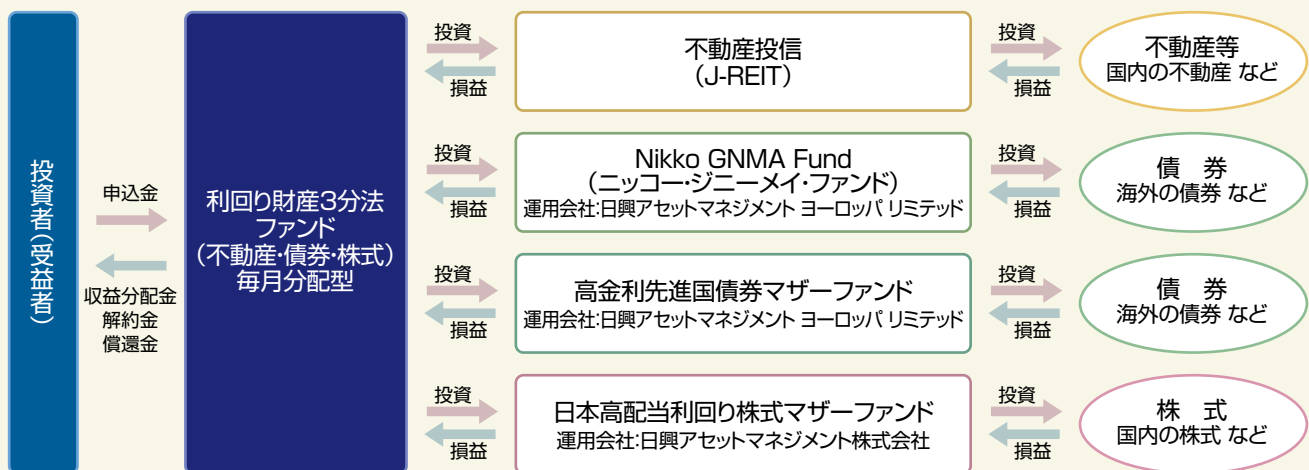 投資者(受益者)
申込金
収益分配金
解約金
償還金
利回り財産3分法
ファンド
(不動産・債券・株式)
毎月分配型
投資
損益
不動産投信
(J-REIT)
投資
損益
不動産等
国内の不動産 など
投資
損益
Nikko GNMA Fund
(ニッコー・ジニーメイ・ファンド)
運用会社:日興アセットマネジメント ヨーロッパ リミテッド
投資
損益
債 券
海外の債券 など
投資
損益
高金利先進国債券マザーファンド
運用会社:日興アセットマネジメント ヨーロッパ リミテッド
投資
損益
債 券
海外の債券 など
投資
損益
日本高配当利回り株式マザーファンド
運用会社:日興アセットマネジメント株式会社
投資
損益
株 式
国内の株式 など